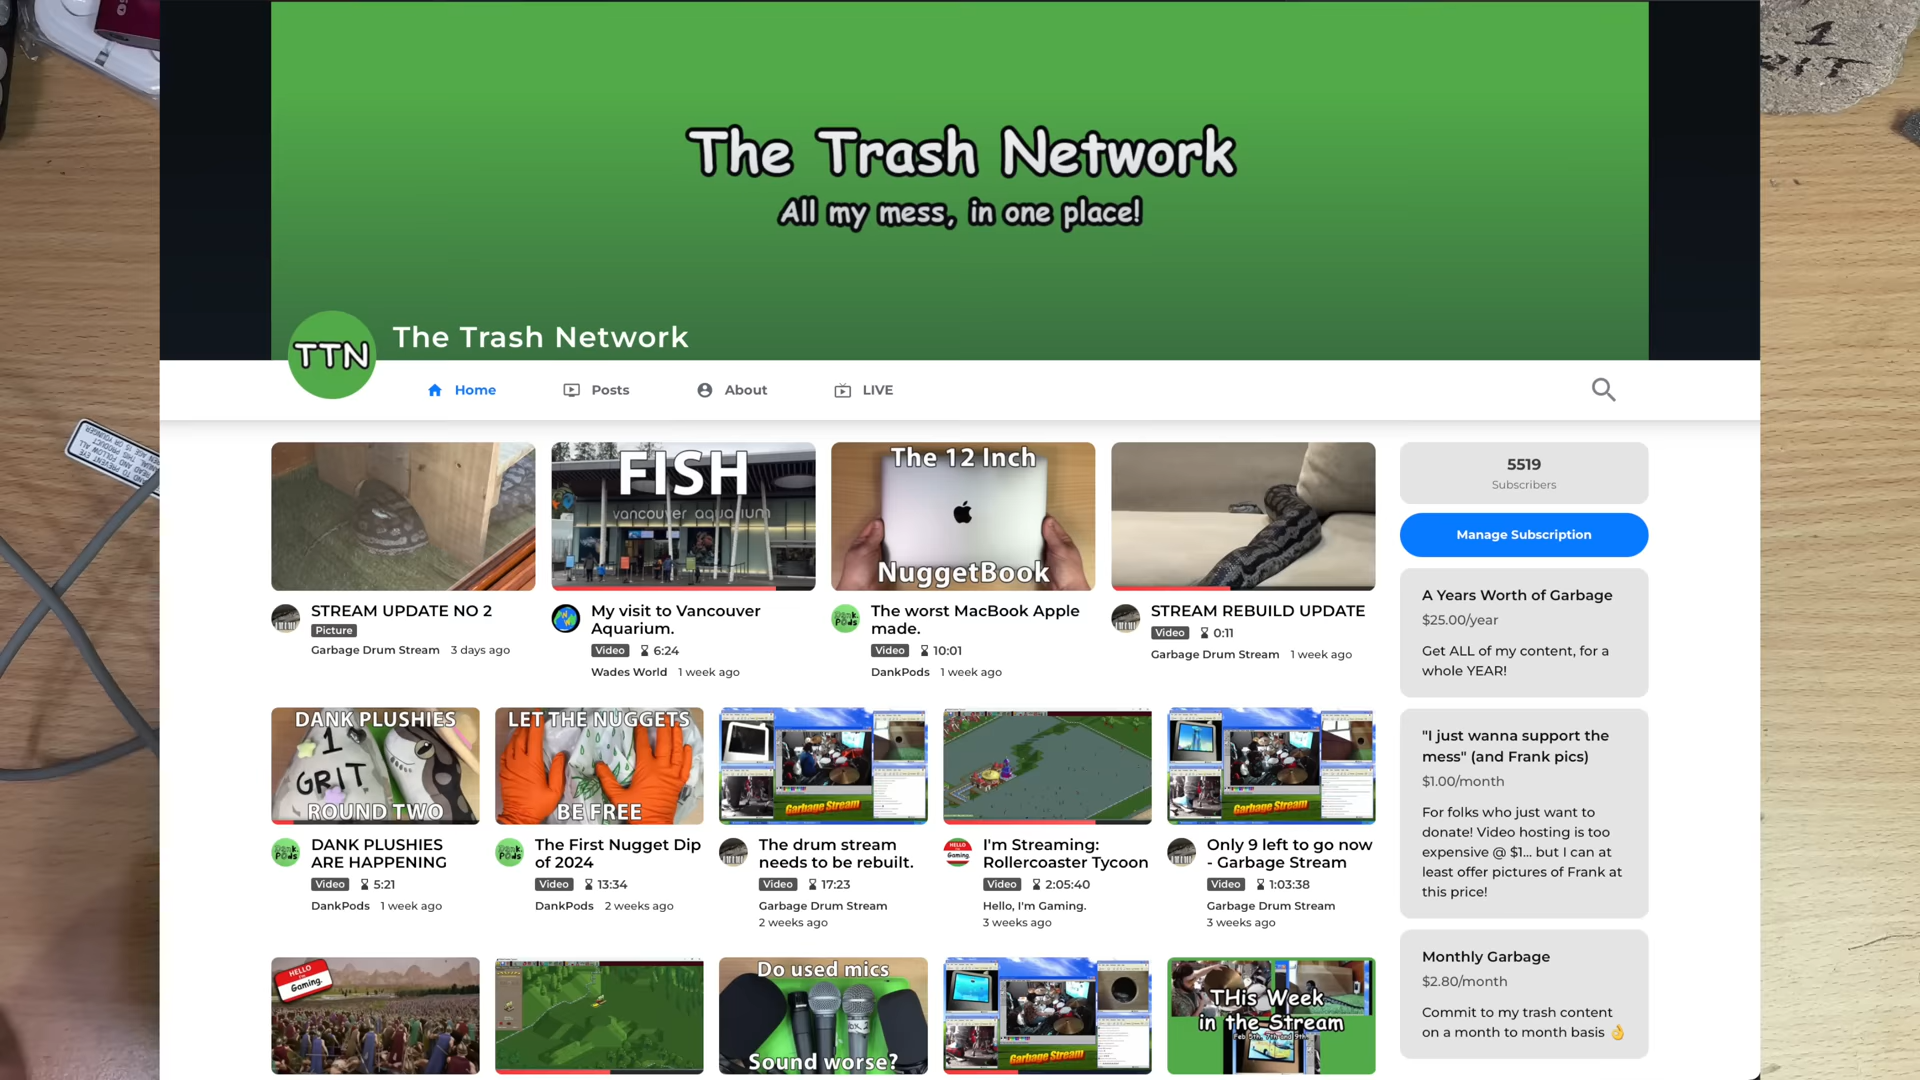 The Trash Network
All my mess, in one place!
TTN
The Trash Network
Home
Posts
About
LIVE
FISH
vancouver aquarium
The 12 Inch
NuggetBook
STREAM UPDATE NO 2
Picture
Garbage Drum Stream 3 days ago
My visit to Vancouver
Aquarium.
Video 6:24
Wades World 1 week ago
Dank
Pods
The worst MacBook Apple
made.
Video 10:01
DankPods 1 week ago
STREAM REBUILD UPDATE
Video 0:11
Garbage Drum Stream 1 week ago
5519
Subscribers
Manage Subscription
A Years Worth of Garbage
$25.00/year
Get ALL of my content, for a
whole YEAR!
"I just wanna support the
mess" (and Frank pics)
$1.00/month
For folks who just want to
donate! Video hosting is too
expensive @ $1... but I can at
least offer pictures of Frank at
this price!
Monthly Garbage
$2.80/month
Commit to my trash content
on a month to month basis 👌
DANK PLUSHIES
1
GRIT
ROUND TWO
LET THE NUGGETS
BE FREE
Garbage Stream
Garbage Stream
Dank
Pods
DANK PLUSHIES
ARE HAPPENING
Video 5:21
DankPods 1 week ago
Dank
Pods
The First Nugget Dip
of 2024
Video 13:34
DankPods 2 weeks ago
The drum stream
needs to be rebuilt.
Video 17:23
Garbage Drum Stream
2 weeks ago
HELLO
Gaming.
I'm Streaming:
Rollercoaster Tycoon
Video 2:05:40
Hello, I'm Gaming.
3 weeks ago
Only 9 left to go now
- Garbage Stream
Video 1:03:38
Garbage Drum Stream
3 weeks ago
HELLO
I'm
Gaming.
Do used mics
Sound worse?
Garbage Stream
THis Week
in the Stream